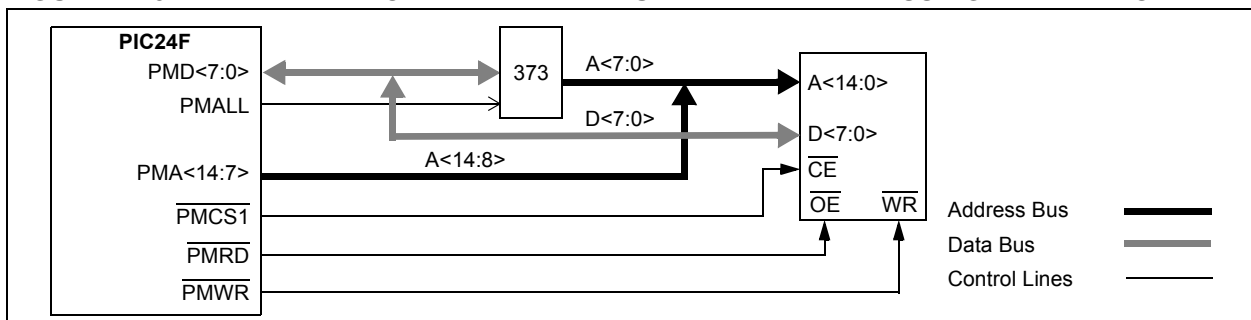 PIC24F
PMD<7:0>
PMALL
PMA<14:7>
PMCS1
PMRD
PMWR
373
A<7:0>
D<7:0>
A<14:8>
A<14:0>
D<7:0>
CE
OE WR
Address Bus
Data Bus
Control Lines